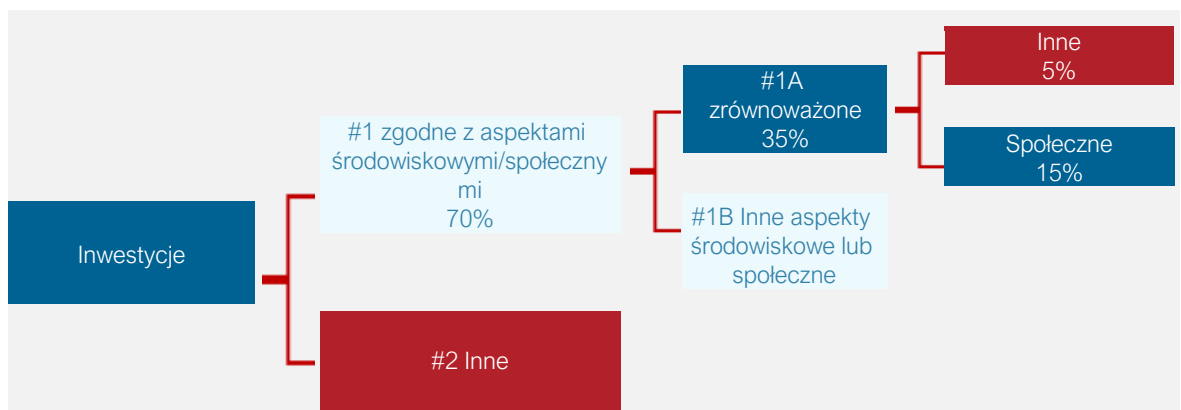 Inwestycje
#1 zgodne z aspektami
środowiskowymi/społeczny
mi
70%
#2 Inne
#1A
zrównoważone
35%
#1B Inne aspekty
środowiskowe lub
społeczne
Inne
5%
Społeczne
15%